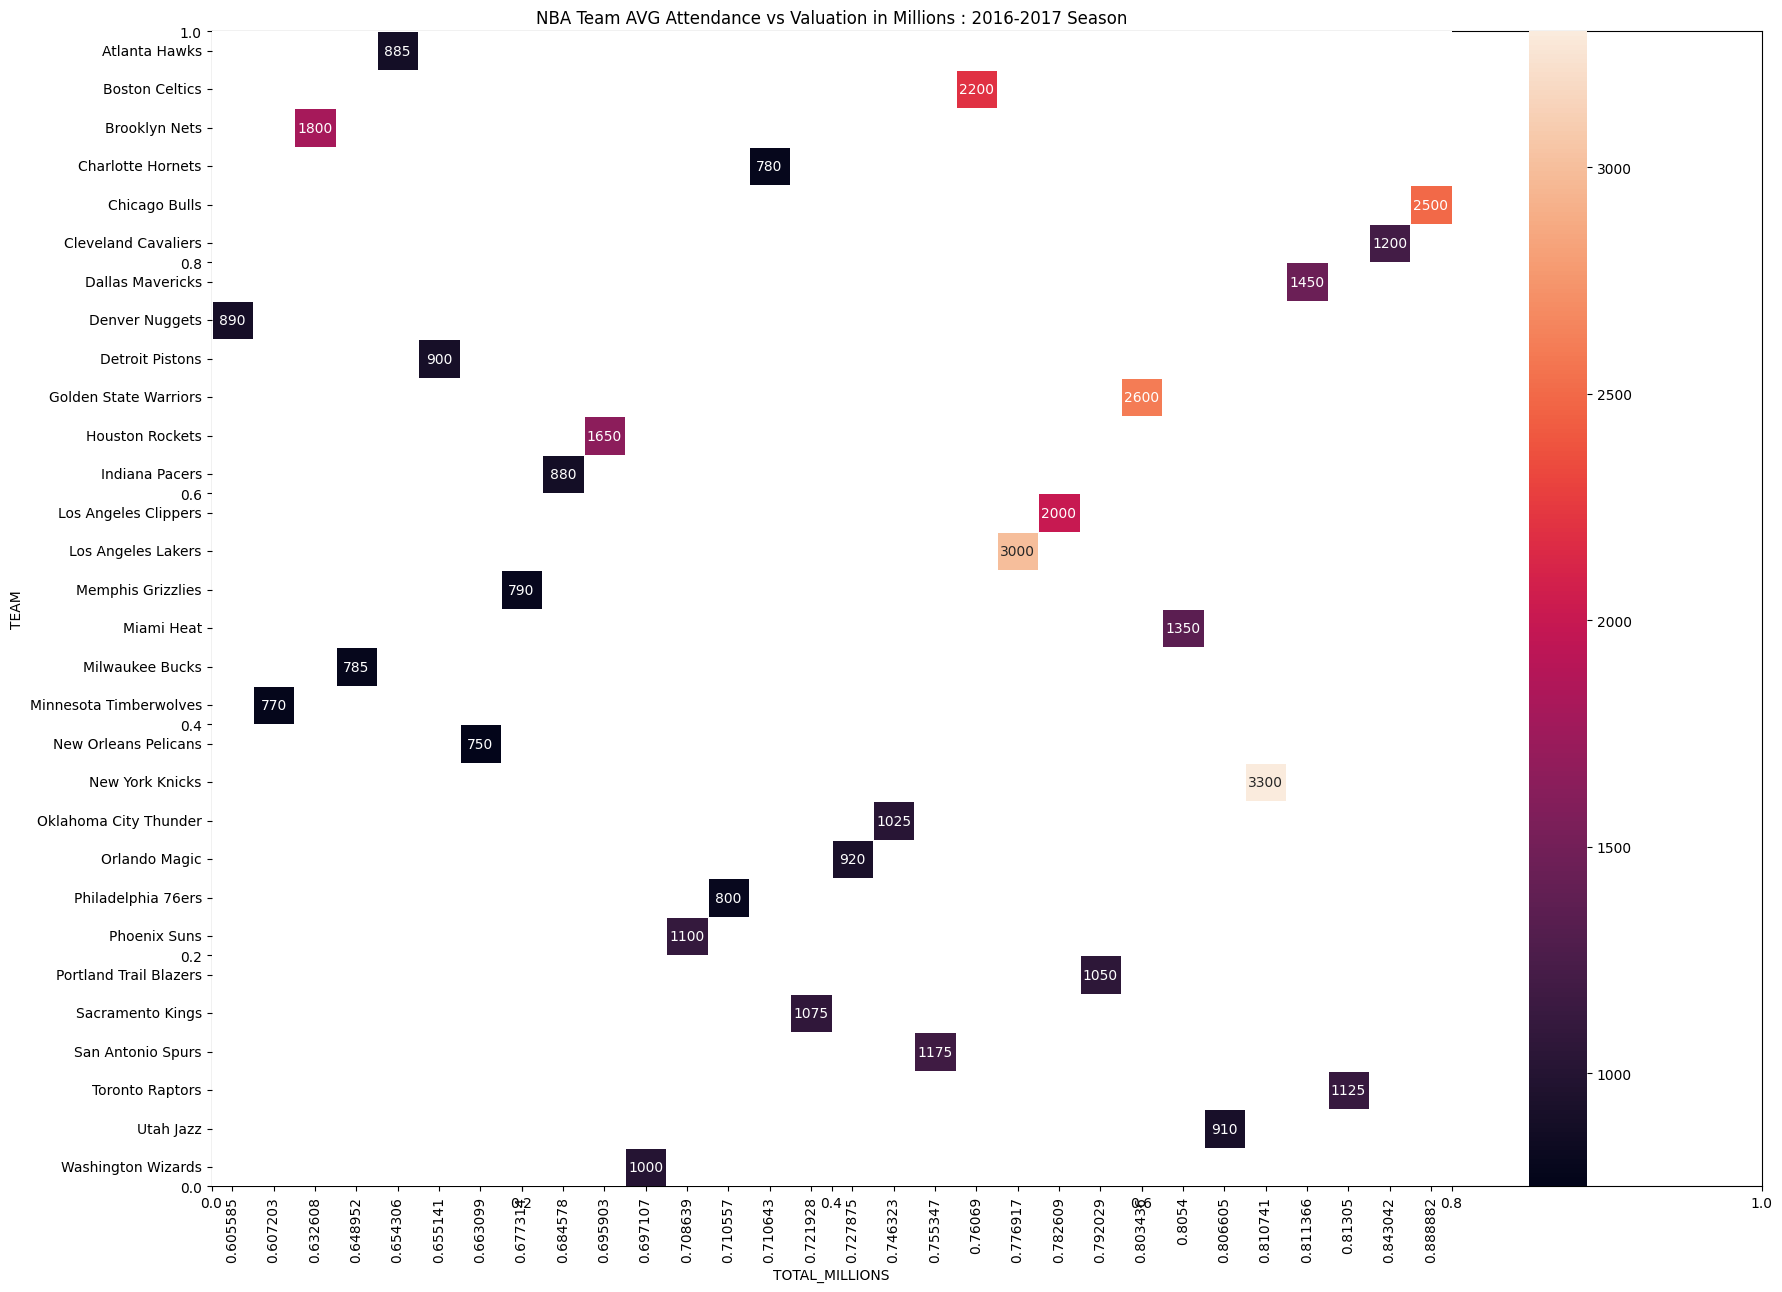 NBA Team AVG Attendance vs Valuation in Millions : 2016-2017 Season
1.0
Atlanta Hawks 885
Boston Celtics 2200
Brooklyn Nets 1800
Charlotte Hornets 780
3000
Chicago Bulls 2500
Cleveland Cavaliers 1200
0.8
Dallas Mavericks 1450
Denver Nuggets 890
Detroit Pistons 900
Golden State Warriors 2600
2500
Houston Rockets 1650
Indiana Pacers 880
0.6
Los Angeles Clippers 2000
Los Angeles Lakers 3000
Memphis Grizzlies 790
TEAM
2000
Miami Heat 1350
Milwaukee Bucks 785
Minnesota Timberwolves 770
0.4
New Orleans Pelicans 750
New York Knicks 3300
Oklahoma City Thunder 1025
1500
Orlando Magic 920
Philadelphia 76ers 800
Phoenix Suns 1100
0.2
Portland Trail Blazers 1050
Sacramento Kings 1075
San Antonio Spurs 1175
1000
Toronto Raptors 1125
Utah Jazz 910
Washington Wizards 1000
0.0
0.0 0.2 0.4 0.6 0.8 1.0
0.605585
0.607203
0.632608
0.648952
0.654306
0.655141
0.663099
0.677314
0.684578
0.695903
0.697107
0.708639
0.710557
0.710643
0.721928
0.727875
0.746323
0.755347
0.76069
0.776917
0.782609
0.792029
0.803436
0.8054
0.806605
0.810741
0.811366
0.81305
0.843042
0.888882
TOTAL_MILLIONS